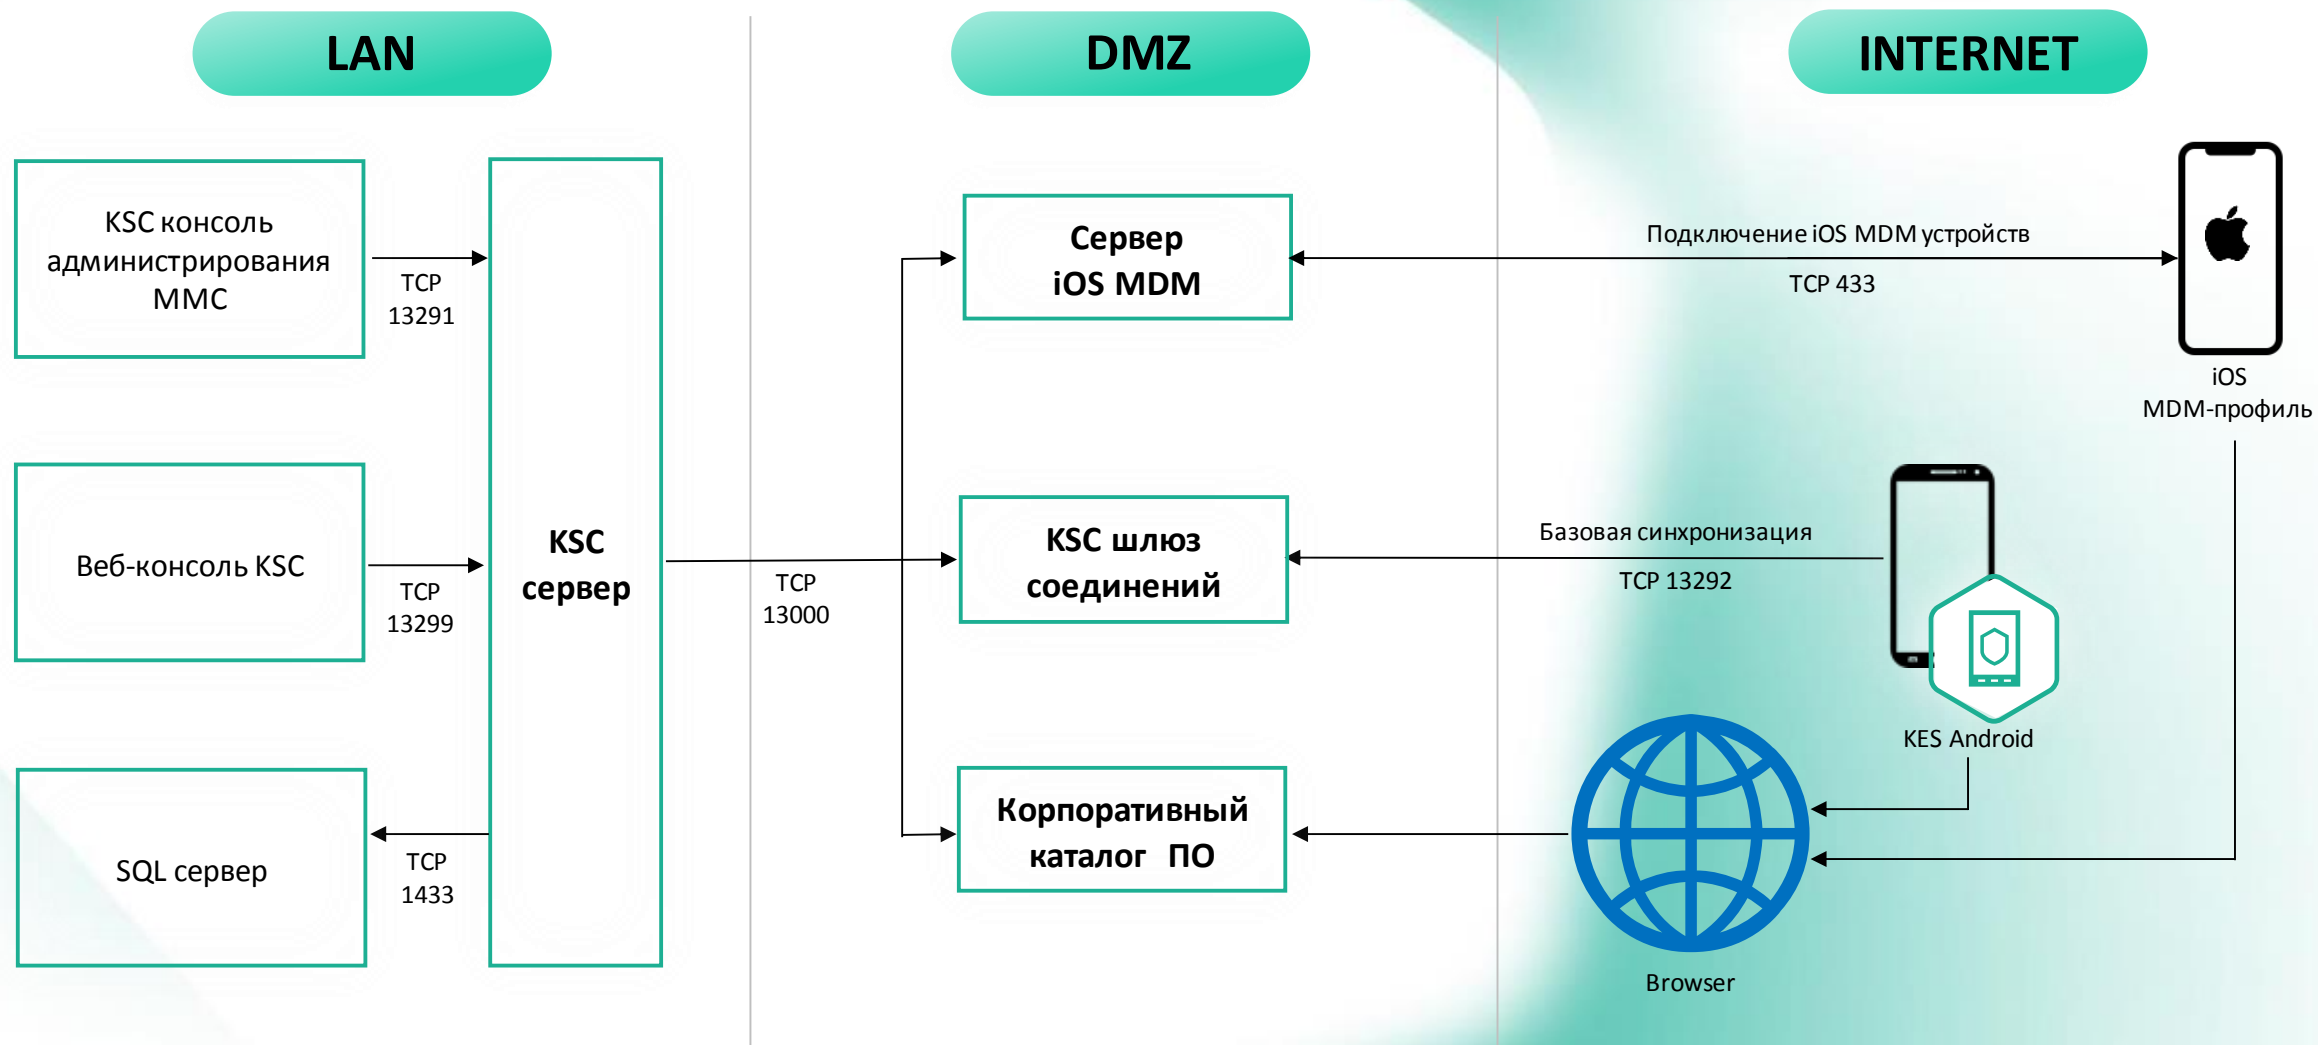 LAN
DMZ
INTERNET
KSC консоль
администрирования
ММС
TCP
13291
Веб-консоль KSC
TCP
13299
SQL сервер
TCP
1433
KSC
сервер
TCP
13000
Сервер
iOS MDM
KSC шлюз
соединений
Корпоративный
каталог ПО
Подключение iOS MDM устройств
TCP 433
iOS
MDM-профиль
Базовая синхронизация
TCP 13292
KES Android
Browser